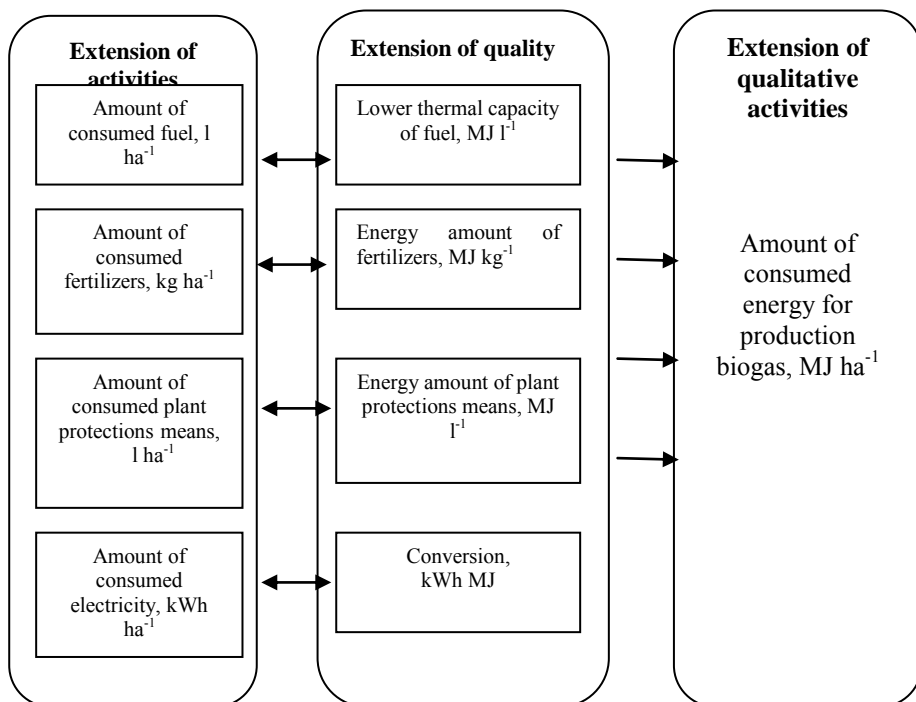 Extension of
activities
Amount of
consumed fuel, l
ha⁻¹
Amount of
consumed
fertilizers, kg ha⁻¹
Amount of
consumed plant
protections means,
l ha⁻¹
Amount of
consumed
electricity, kWh
ha⁻¹
Extension of quality
Lower thermal capacity
of fuel, MJ l⁻¹
Energy amount of
fertilizers, MJ kg⁻¹
Energy amount of plant
protections means, MJ
l⁻¹
Conversion,
kWh MJ
Extension of
qualitative
activities
Amount of
consumed
energy for
production
biogas, MJ ha⁻¹